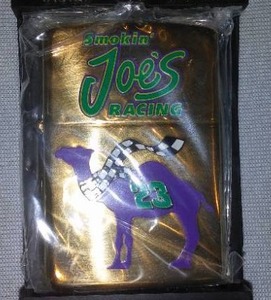 Smokin'
Joe's
RACING
23